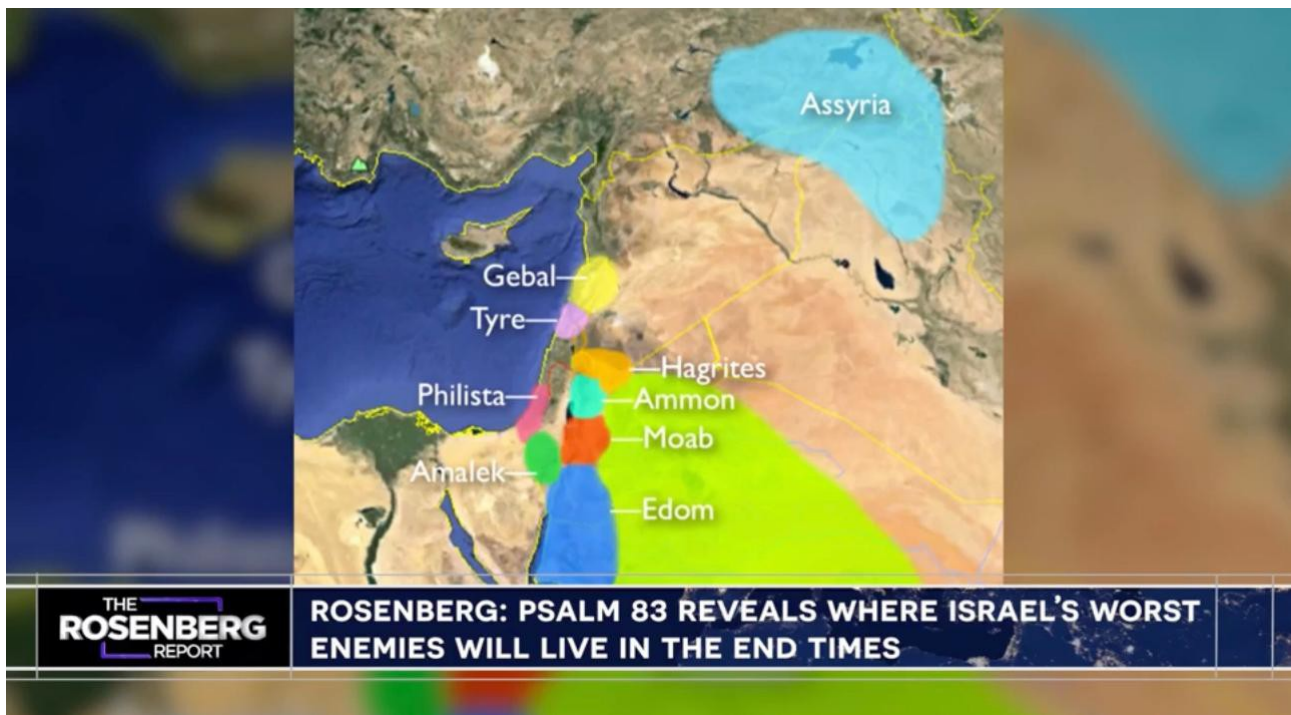 Assyria
Gebal
Tyre
Hagrites
Philista
Ammon
Moab
Amalek
Edom
THE
ROSENBERG
REPORT
ROSENBERG: PSALM 83 REVEALS WHERE ISRAEL'S WORST
ENEMIES WILL LIVE IN THE END TIMES